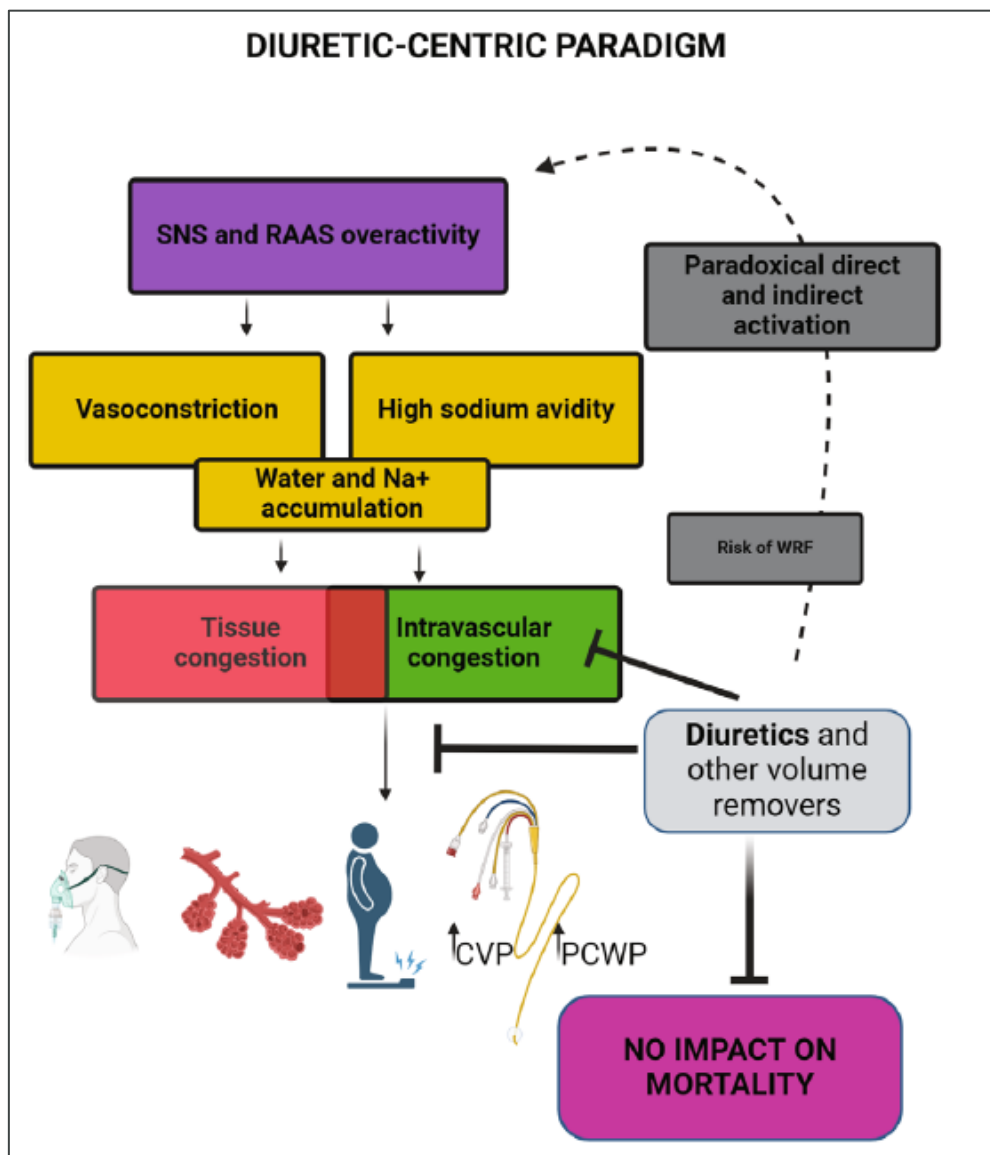 DIURETIC-CENTRIC PARADIGM
SNS and RAAS overactivity
Paradoxical direct
and indirect
activation
Vasoconstriction
High sodium avidity
Water and Na+
accumulation
Risk of WRF
Tissue
congestion
Intravascular
congestion
Diuretics and
other volume
removers
CVP
PCWP
NO IMPACT ON
MORTALITY